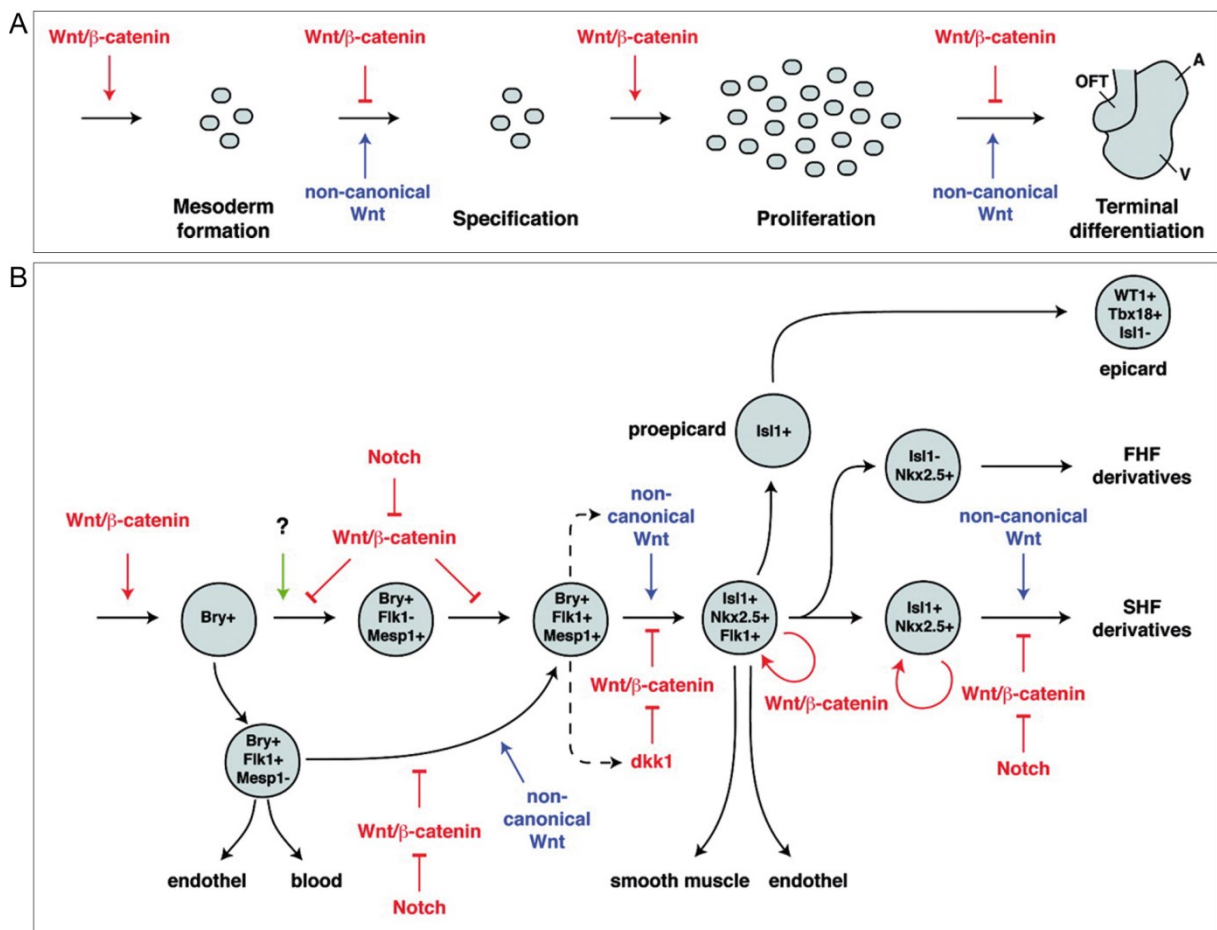 A
Wnt/β-catenin
Wnt/β-catenin
Wnt/β-catenin
Wnt/β-catenin
OFT
A
V
non-canonical
Wnt
non-canonical
Wnt
Mesoderm
formation
Specification
Proliferation
Terminal
differentiation
B
WT1+
Tbx18+
Isl1-
epicard
proepicard
Isl1+
Isl1-
Nkx2.5+
FHF
derivatives
Notch
Wnt/β-catenin
?
Wnt/β-catenin
non-
canonical
Wnt
non-canonical
Wnt
Bry+
Bry+
Flk1-
Mesp1+
Bry+
Flk1+
Mesp1+
Isl1+
Nkx2.5+
Flk1+
Isl1+
Nkx2.5+
SHF
derivatives
Wnt/β-catenin
Wnt/β-catenin
Wnt/β-catenin
Bry+
Flk1+
Mesp1-
dkk1
Notch
non-
canonical
Wnt
Wnt/β-catenin
endothel
blood
Notch
smooth muscle
endothel